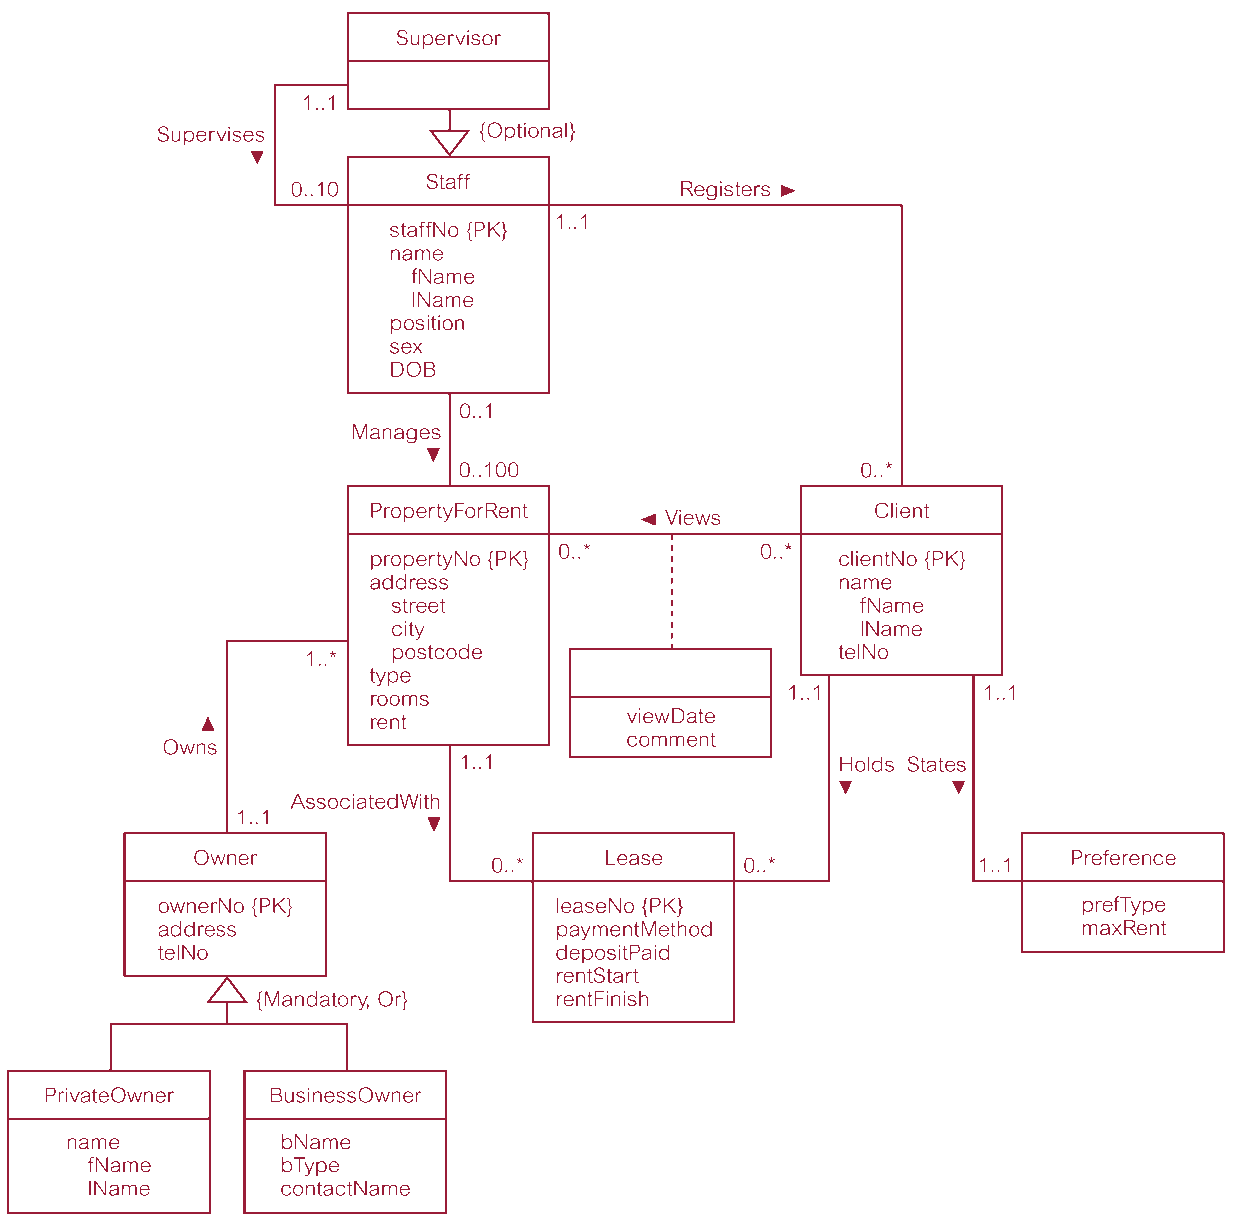 Supervisor
1..1
Supervises
▼
{Optional}
0..10
Staff
staffNo {PK}
name
fName
lName
position
sex
DOB
Registers ►
1..1
0..*
0..1
Manages
▼
0..100
PropertyForRent
propertyNo {PK}
address
street
city
postcode
type
rooms
rent
◄ Views
0..*
0..*
Client
clientNo {PK}
name
fName
lName
telNo
viewDate
comment
1..*
▲
Owns
1..1
1..1
AssociatedWith
▼
0..*
1..1
Holds
▼
0..*
1..1
States
▼
1..1
Owner
ownerNo {PK}
address
telNo
Lease
leaseNo {PK}
paymentMethod
depositPaid
rentStart
rentFinish
Preference
prefType
maxRent
{Mandatory, Or}
PrivateOwner
name
fName
lName
BusinessOwner
bName
bType
contactName